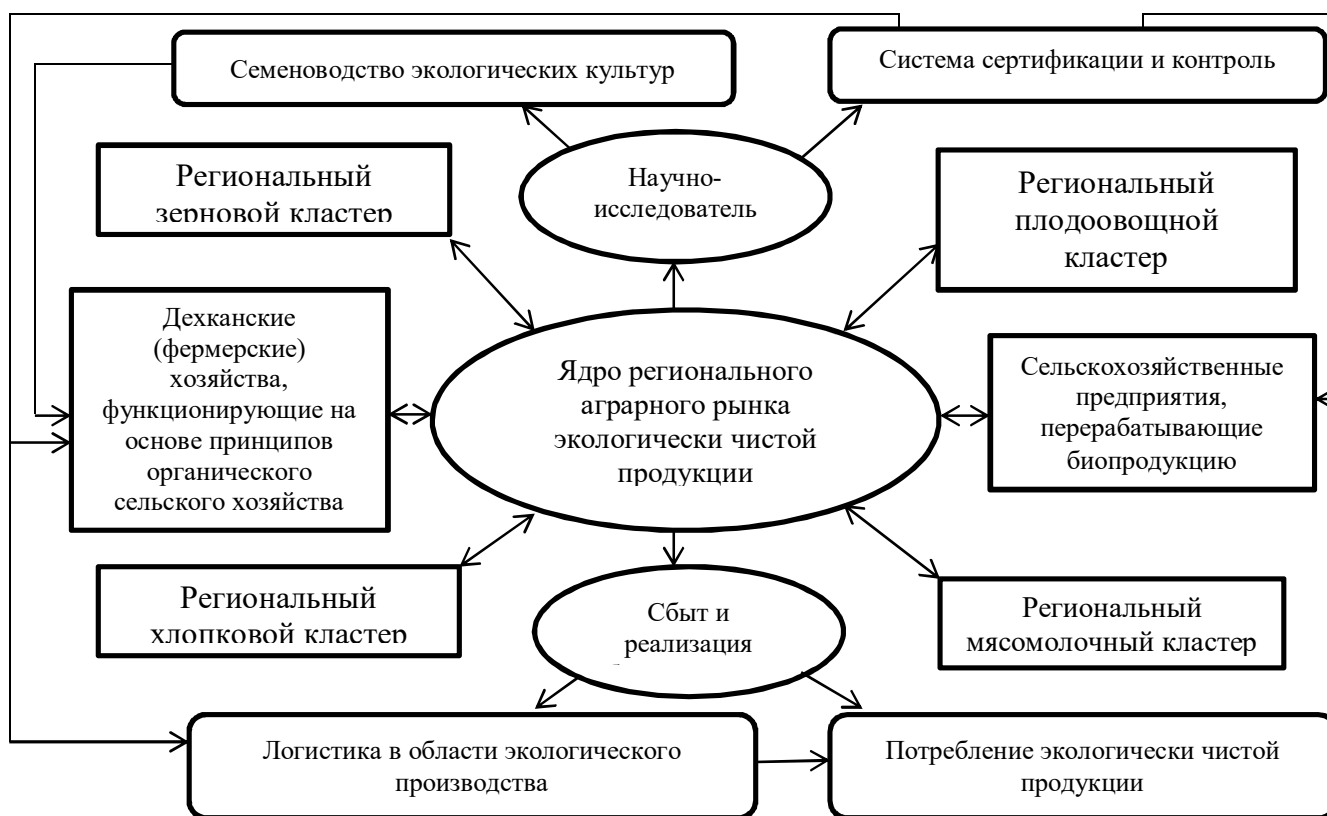 Семеноводство экологических культур
Система сертификации и контроль
Региональный
зерновой кластер
Научно-
исследователь
Региональный
плодоовощной
кластер
Дехканские
(фермерские)
хозяйства,
функционирующие на
основе принципов
органического
сельского хозяйства
Ядро регионального
аграрного рынка
экологически чистой
продукции
Сельскохозяйственные
предприятия,
перерабатывающие
биопродукцию
Региональный
хлопковой кластер
Сбыт и
реализация
Региональный
мясомолочный кластер
Логистика в области экологического
производства
Потребление экологически чистой
продукции